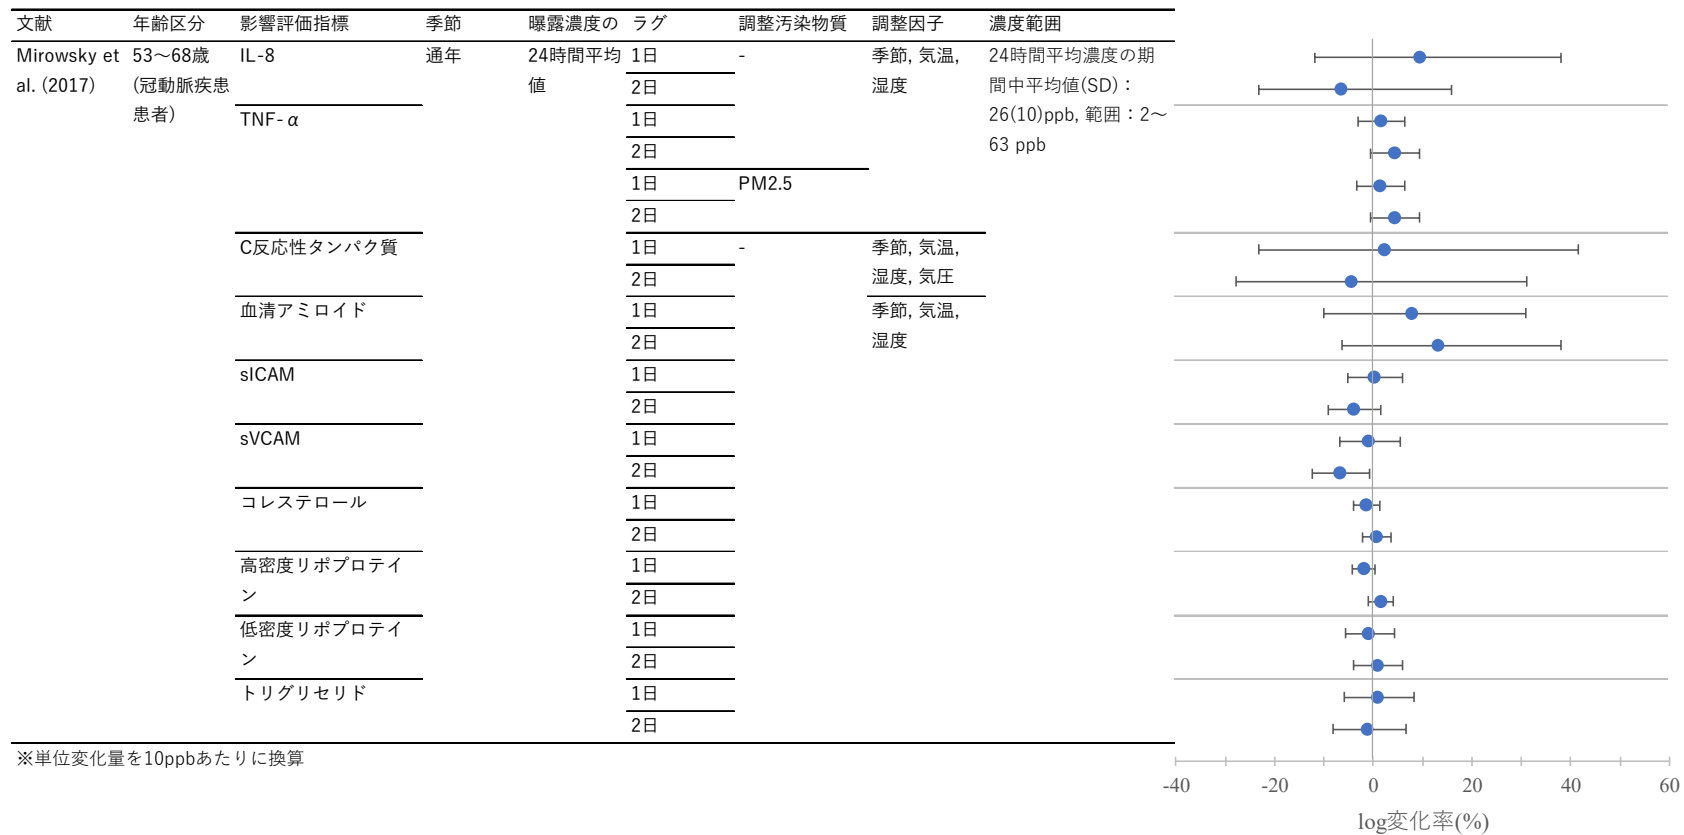 文献 年齢区分 影響評価指標 季節 曝露濃度の ラグ 調整汚染物質 調整因子 濃度範囲
Mirowsky et 53～68歳 IL-8 通年 24時間平均 1日 - 季節, 気温, 24時間平均濃度の期
al. (2017) (冠動脈疾患 値 2日 湿度 間中平均値(SD)：
患者) TNF-α 1日 26(10)ppb, 範囲：2～
2日 63 ppb
1日 PM2.5
2日
C反応性タンパク質 1日 - 季節, 気温,
2日 湿度, 気圧
血清アミロイド 1日 季節, 気温,
2日 湿度
sICAM 1日
2日
sVCAM 1日
2日
コレステロール 1日
2日
高密度リポプロテイ 1日
ン 2日
低密度リポプロテイ 1日
ン 2日
トリグリセリド 1日
2日
※単位変化量を10ppbあたりに換算
-40 -20 0 20 40 60
log変化率(%)